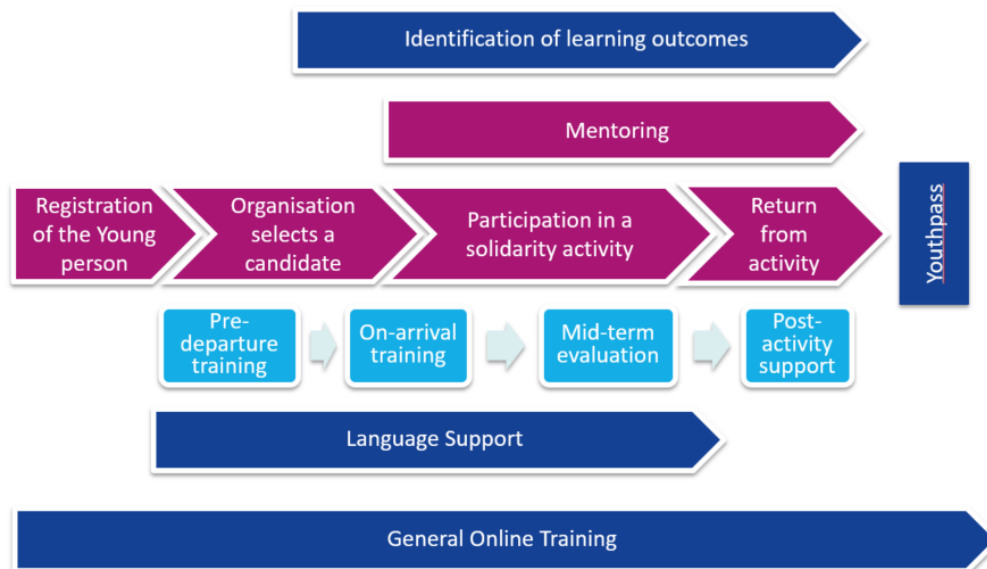 Identification of learning outcomes
Mentoring
Registration
of the Young
person
Organisation
selects a
candidate
Participation in a
solidarity activity
Return
from
activity
Youthpass
Pre-
departure
training
On-arrival
training
Mid-term
evaluation
Post-
activity
support
Language Support
General Online Training